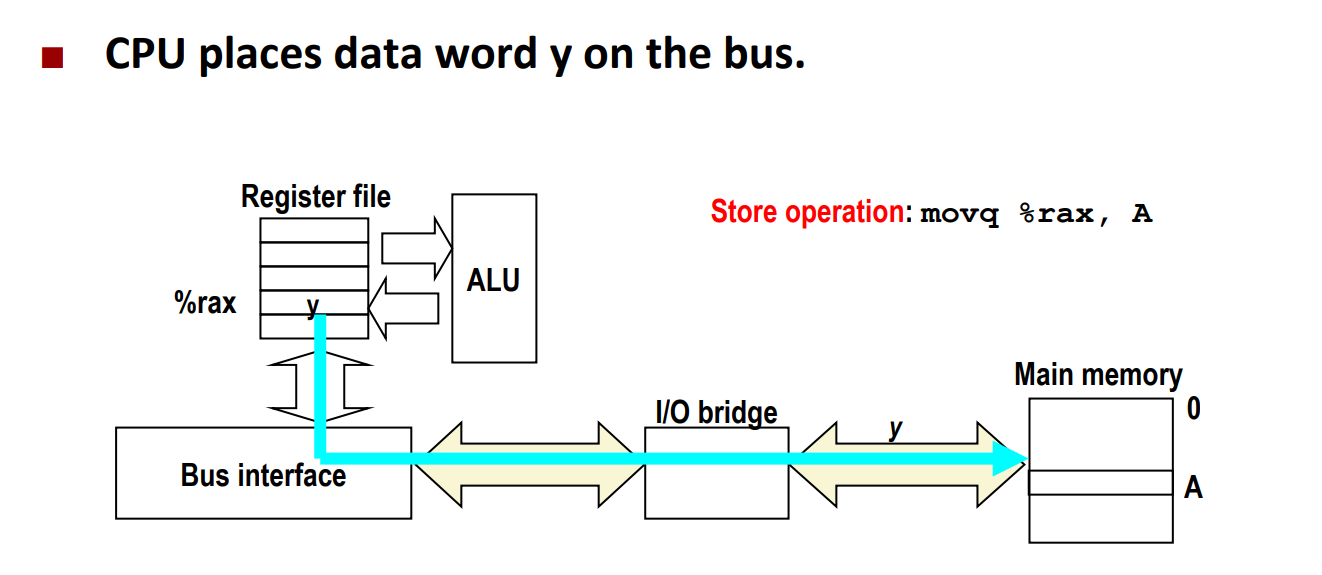 CPU places data word y on the bus.
Register file
Store operation: movq %rax, A
ALU
%rax
y
Main memory
0
I/O bridge
y
Bus interface
A